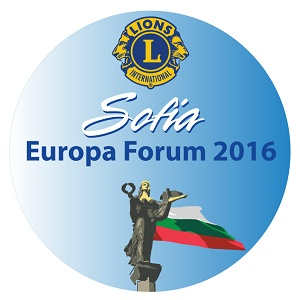 LIONS
L
INTERNATIONAL
Sofia
Europa Forum 2016